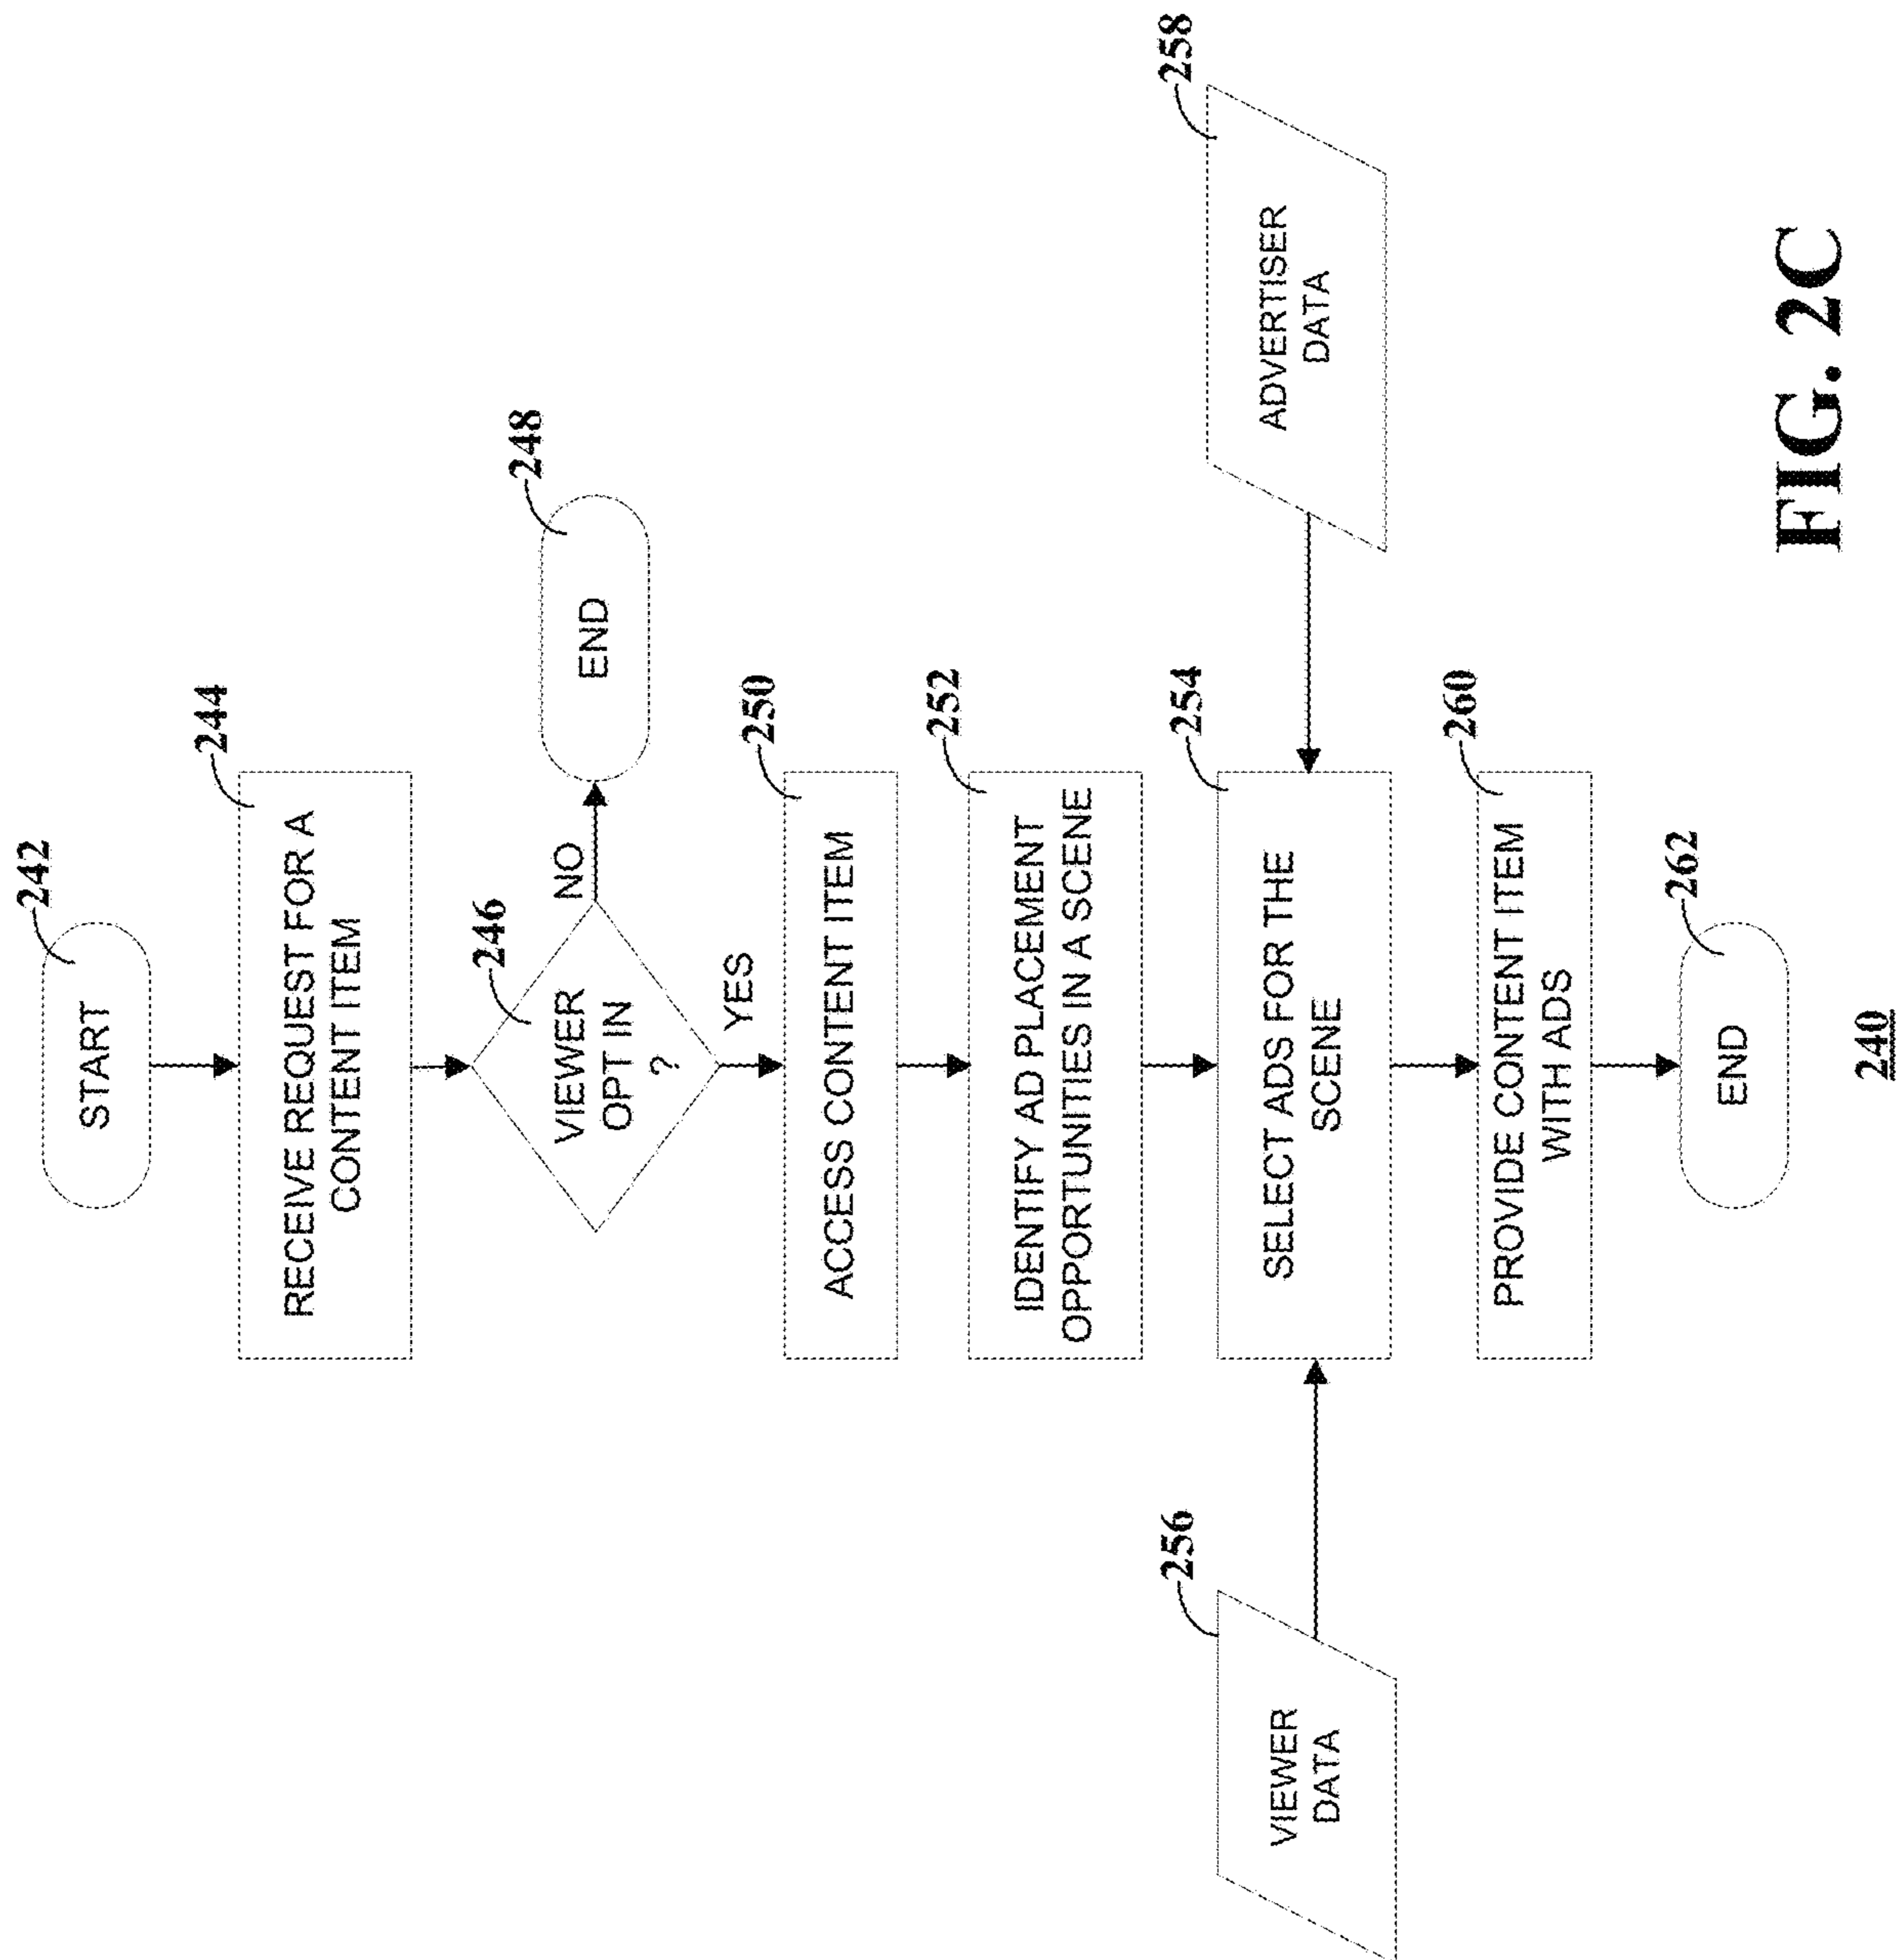 242
START
244
RECEIVE REQUEST FOR A
CONTENT ITEM
246
VIEWER
OPT IN
?
NO
248
END
YES
250
ACCESS CONTENT ITEM
252
IDENTIFY AD PLACEMENT
OPPORTUNITIES IN A SCENE
256
VIEWER
DATA
254
SELECT ADS FOR THE
SCENE
258
ADVERTISER
DATA
260
PROVIDE CONTENT ITEM
WITH ADS
262
END
240
FIG. 2C